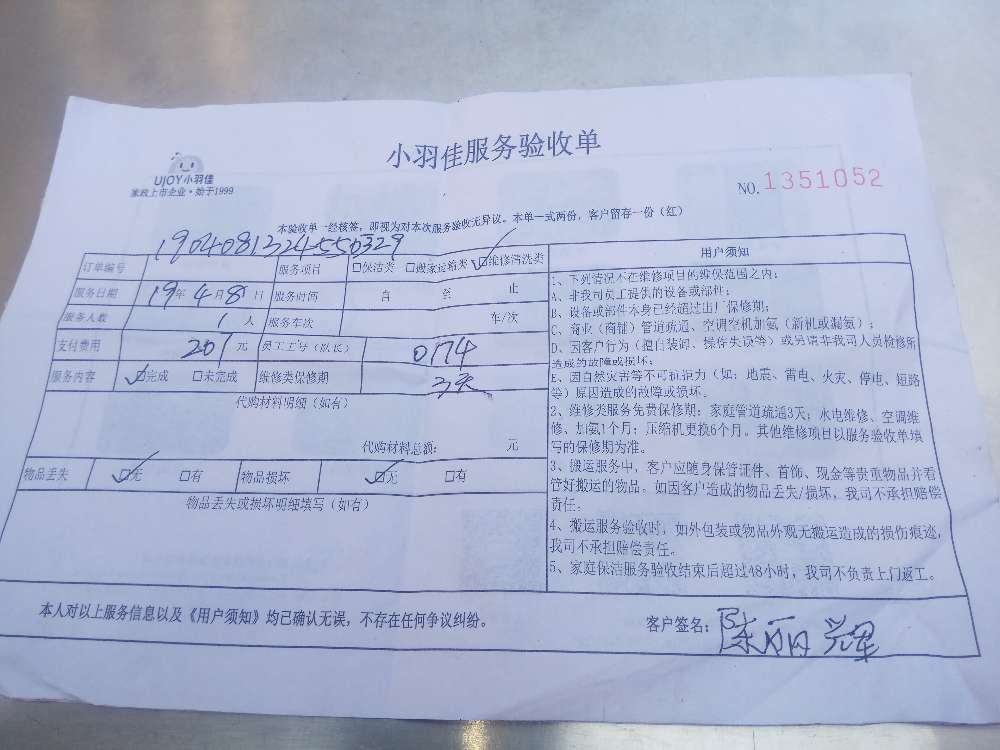 小羽佳服务验收单
UJOY小羽佳
家政上市企业·始于1999
NO. 1351052
本验收单一经核签，即视为对本次服务验收无异议。本单一式两份，客户留存一份（红）
订单编号 1904081324550329 服务项目 □保洁类 □搬家运输类 ☑维修清洗类
服务日期 19年4月8日 服务时间 自 至 止
服务人数 1人 服务车次 车/次
支付费用 201元 员工工号（队长） 0174
服务内容 ☑完成 □未完成 维修类保修期 3天
代购材料明细（如有）
代购材料总额： 元
物品丢失 ☑无 □有 物品损坏 ☑无 □有
物品丢失或损坏明细填写（如有）
用户须知
1、下列情况不在维修项目的维保范围之内：
A、非我司员工提供的设备或部件；
B、设备或部件本身已经超过出厂保修期；
C、商业（商铺）管道疏通、空调空机加氨（新机或漏氨）；
D、因客户行为（擅自装调、操作失误等）或另请非我司人员检修所
造成的故障或损坏；
E、因自然灾害等不可抗拒力（如：地震、雷电、火灾、停电、短路
等）原因造成的故障或损坏.
2、维修类服务免费保修期：家庭管道疏通3天；水电维修、空调维
修、加氨1个月；压缩机更换6个月。其他维修项目以服务验收单填
写的保修期为准。
3、搬运服务中，客户应随身保管证件、首饰、现金等贵重物品并看
管好搬运的物品。如因客户造成的物品丢失/损坏，我司不承担赔偿
责任；
4、搬运服务验收时，如外包装或物品外观无搬运造成的损伤痕迹，
我司不承担赔偿责任。
5、家庭保洁服务验收结束后超过48小时，我司不负责上门返工。
本人对以上服务信息以及《用户须知》均已确认无误，不存在任何争议纠纷。
客户签名：陈丽辉